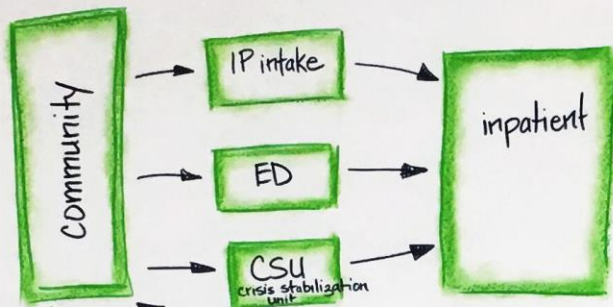 community
IP intake
ED
CSU
crisis stabilization
unit
inpatient